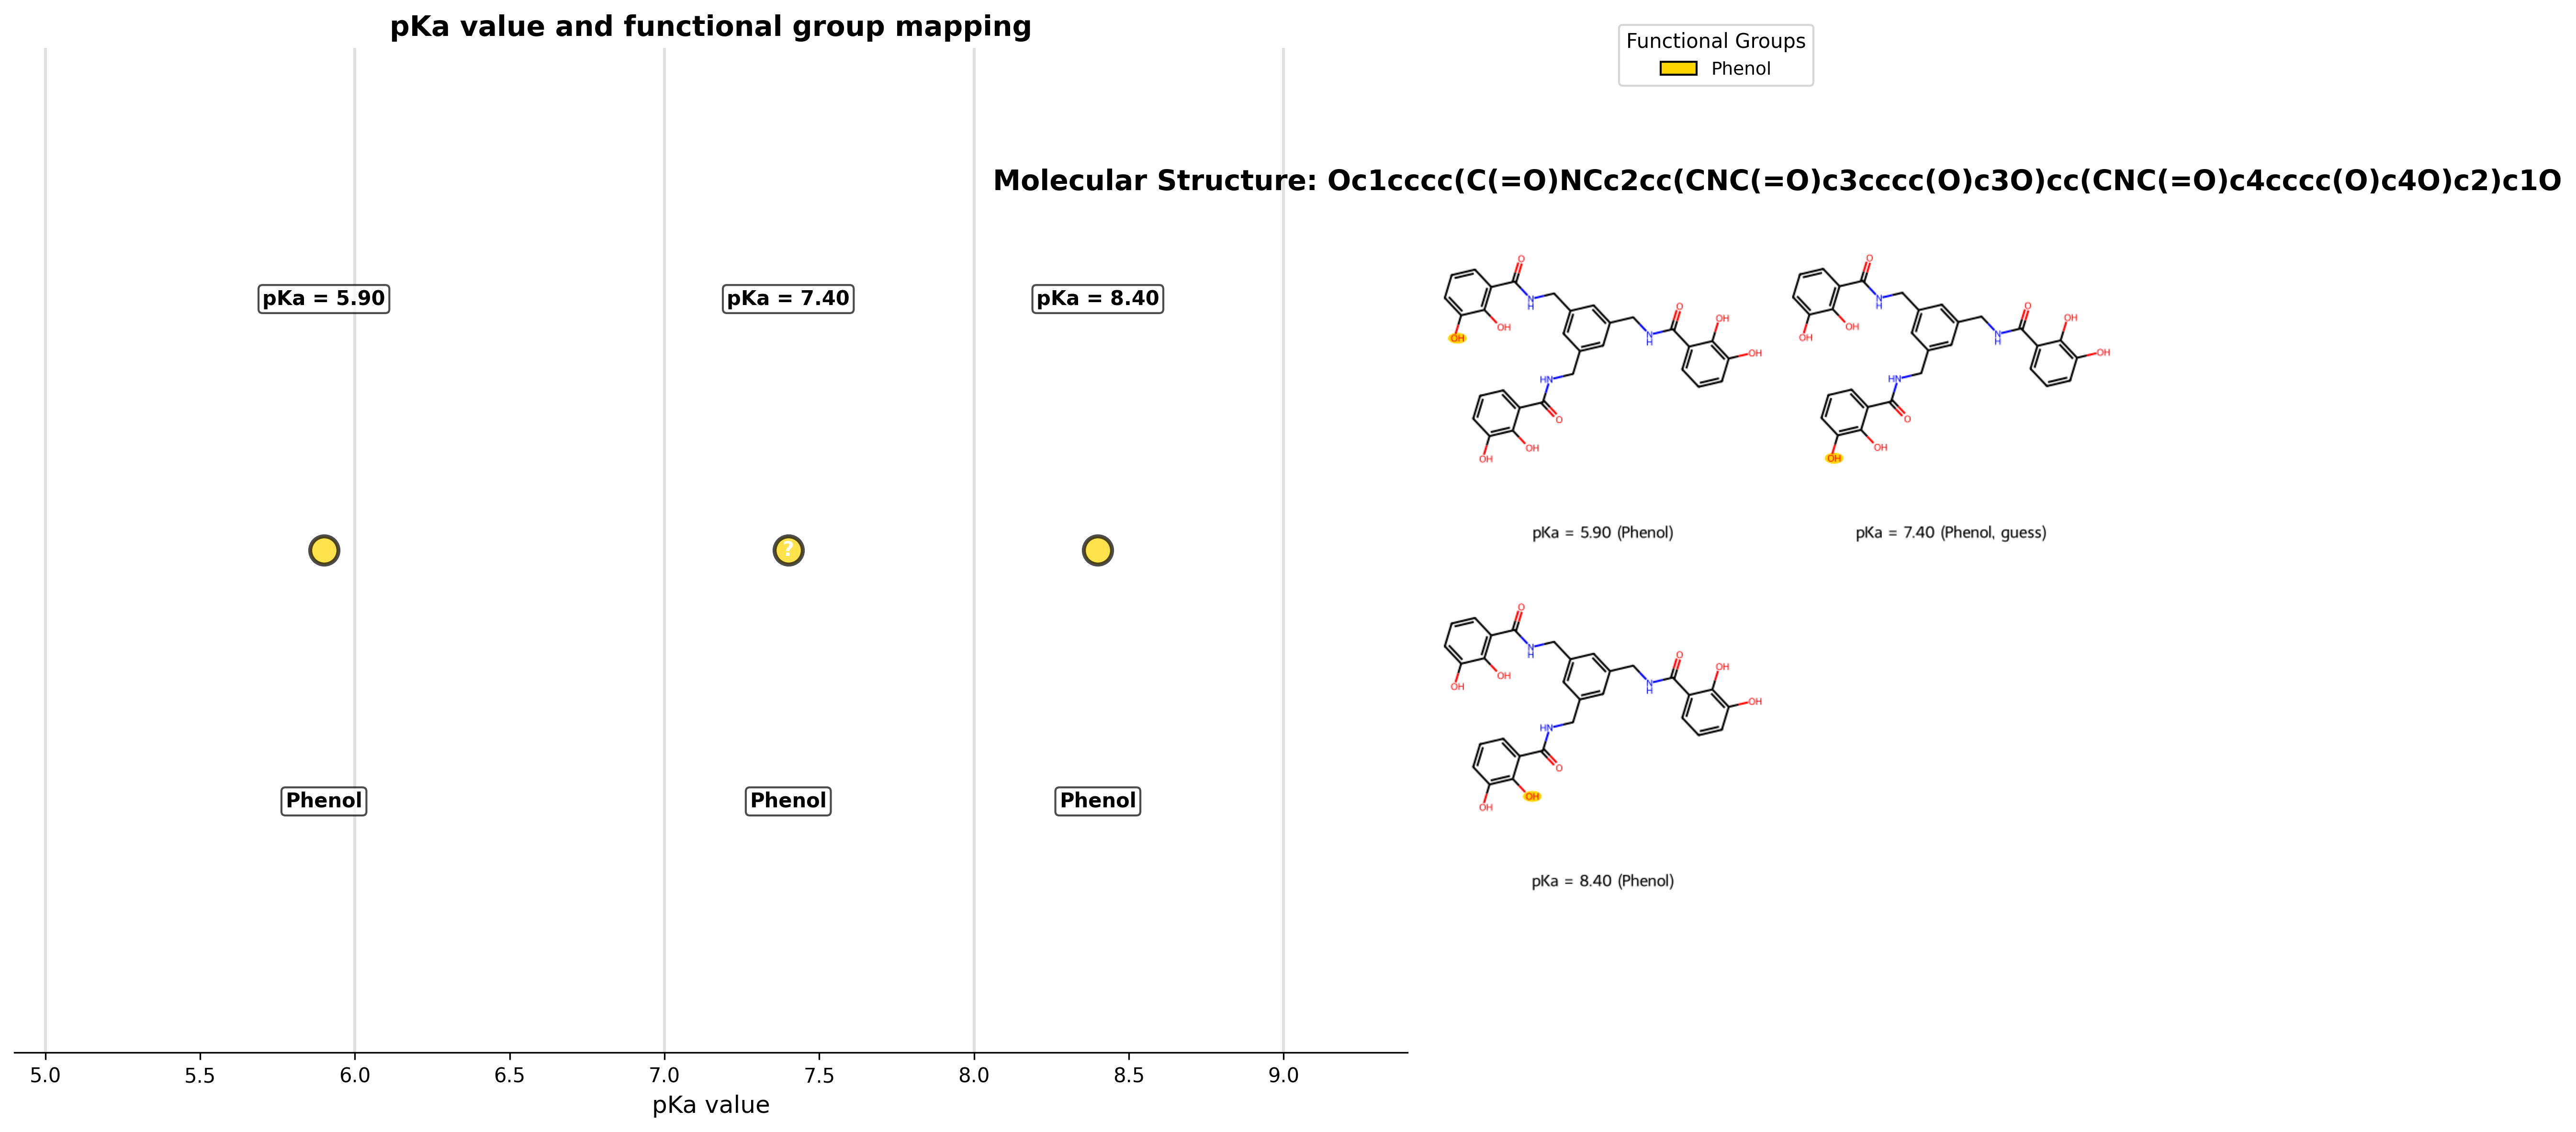 pKa value and functional group mapping
Functional Groups
Phenol
Molecular Structure: Oc1cccc(C(=O)NCc2cc(CNC(=O)c3cccc(O)c3O)cc(CNC(=O)c4cccc(O)c4O)c2)c1O
pKa = 5.90
pKa = 7.40
pKa = 8.40
?
Phenol
Phenol
Phenol
5.0 5.5 6.0 6.5 7.0 7.5 8.0 8.5 9.0
pKa value
O
N
H
OH
OH
O
N
H
OH
OH
HN
O
OH
OH
pKa = 5.90 (Phenol)
O
N
H
OH
OH
O
N
H
OH
OH
HN
O
OH
OH
pKa = 7.40 (Phenol, guess)
O
N
H
OH
OH
O
N
H
OH
OH
HN
O
OH
OH
pKa = 8.40 (Phenol)